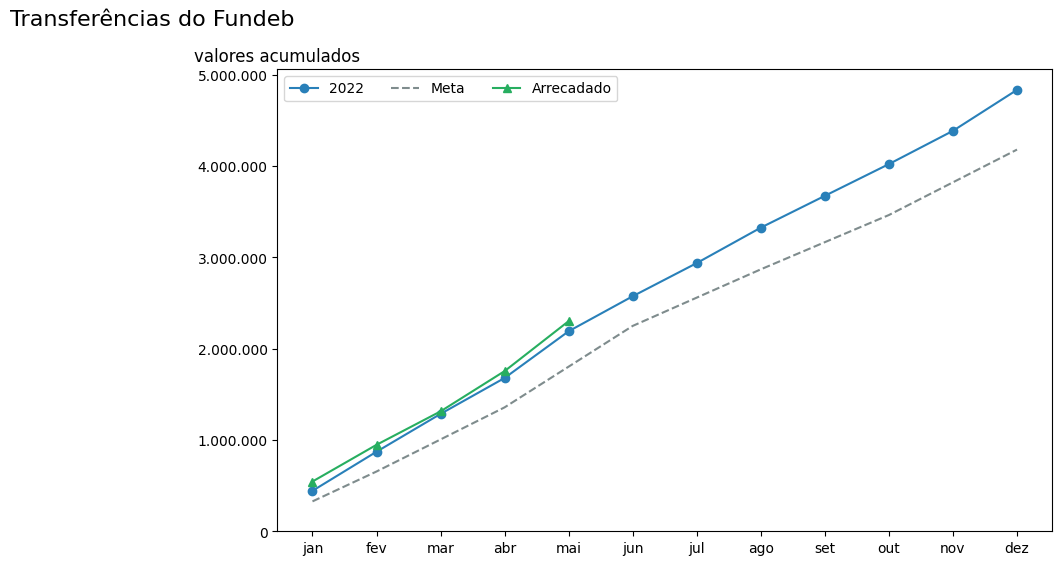 Transferências do Fundeb
valores acumulados
2022 Meta Arrecadado
5.000.000
4.000.000
3.000.000
2.000.000
1.000.000
0
jan fev mar abr mai jun jul ago set out nov dez